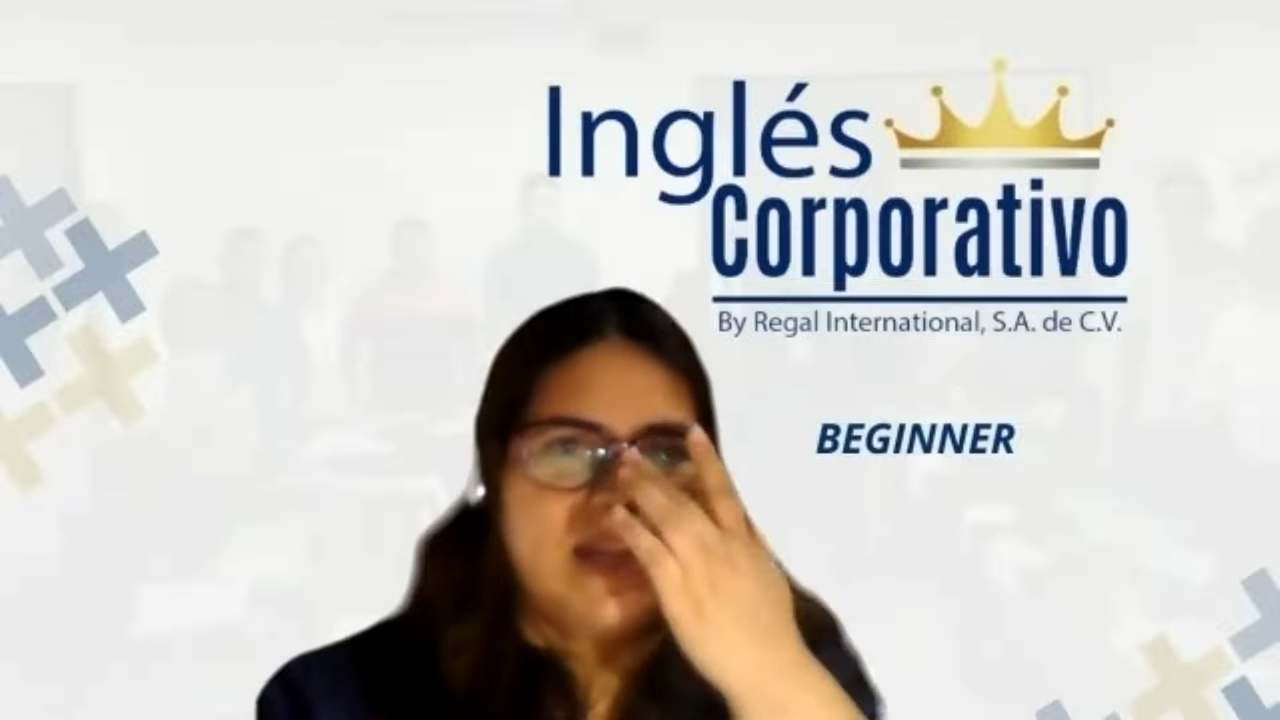 Inglés
Corporativo
By Regal International, S.A. de C.V.
BEGINNER